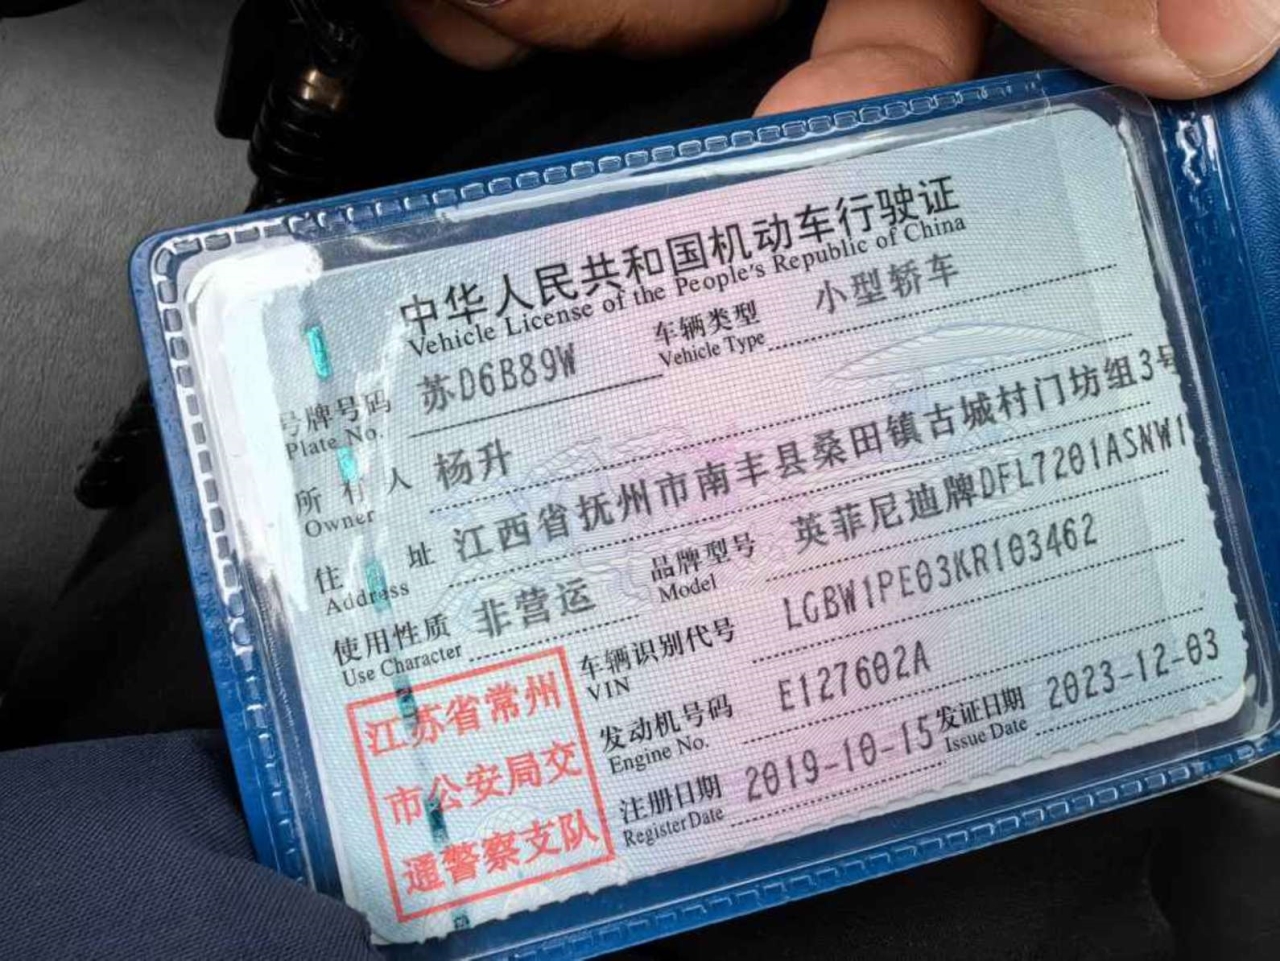 中华人民共和国机动车行驶证
Vehicle License of the People's Republic of China
号牌号码 苏D6B89W 车辆类型 小型轿车
Plate No. Vehicle Type
所有人 杨升
Owner
住址 江西省抚州市南丰县桑田镇古城村门坊组3号
Address
使用性质 非营运 品牌型号 英菲尼迪牌DFL7201ASNW1
Use Character Model
车辆识别代号 LGBW1PE03KR103462
VIN
发动机号码 E127602A
Engine No.
注册日期 2019-10-15 发证日期 2023-12-03
Register Date Issue Date
江苏省常州
市公安局交
通警察支队